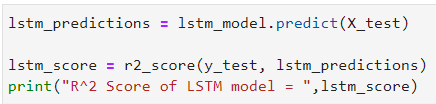 lstm_predictions = lstm_model.predict(X_test)
lstm_score = r2_score(y_test, lstm_predictions)
print("R^2 Score of LSTM model = ",lstm_score)